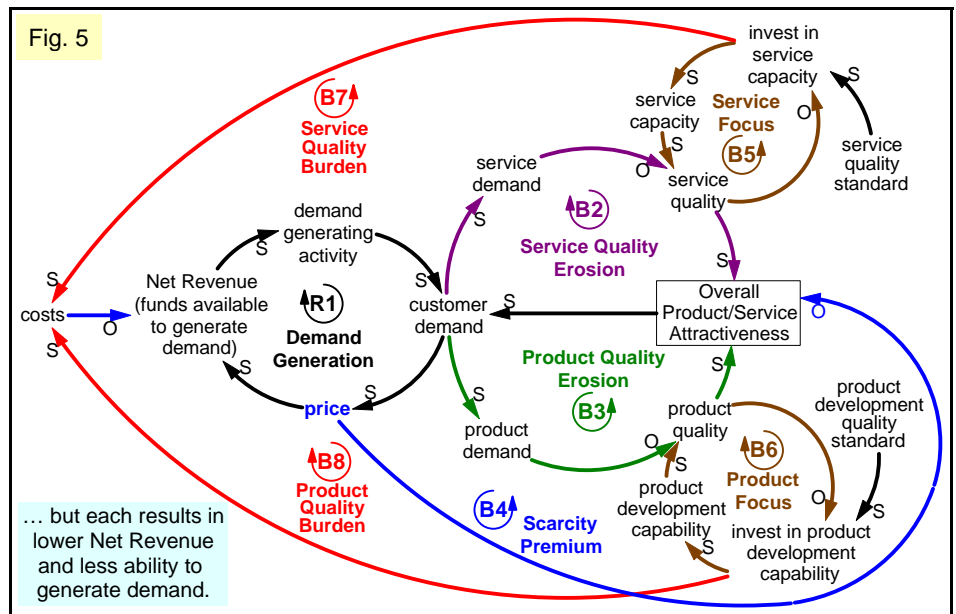 Fig. 5
invest in
service
capacity
S
S
B7
Service
Quality
Burden
service
capacity
Service
Focus
O
S
B5
service
quality
standard
service
demand
O
service
quality
S
B2
demand
generating
activity
Service Quality
Erosion
S
S
S
S
Net Revenue
(funds available
to generate
demand)
R1
Demand
Generation
customer
demand
S
Overall
Product/Service
Attractiveness
O
costs
O
S
S
S
price
Product Quality
Erosion
B3
S
S
product
demand
O
product
quality
product
development
quality
standard
S
B6
Product
Focus
B8
Product
Quality
Burden
B4
Scarcity
Premium
product
development
capability
O
S
S
invest in product
development
capability
… but each results in
lower Net Revenue
and less ability to
generate demand.